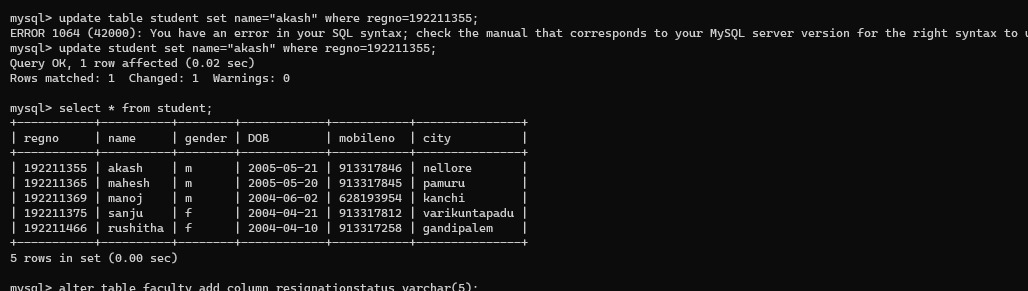 mysql> update table student set name="akash" where regno=192211355;
ERROR 1064 (42000): You have an error in your SQL syntax; check the manual that corresponds to your MySQL server version for the right syntax to u
mysql> update student set name="akash" where regno=192211355;
Query OK, 1 row affected (0.02 sec)
Rows matched: 1  Changed: 1  Warnings: 0
mysql> select * from student;
+-----------+----------+--------+------------+-----------+---------------+
| regno     | name     | gender | DOB        | mobileno  | city          |
+-----------+----------+--------+------------+-----------+---------------+
| 192211355 | akash    | m      | 2005-05-21 | 913317846 | nellore       |
| 192211365 | mahesh   | m      | 2005-05-20 | 913317845 | pamuru        |
| 192211369 | manoj    | m      | 2004-06-02 | 628193954 | kanchi        |
| 192211375 | sanju    | f      | 2004-04-21 | 913317812 | varikuntapadu |
| 192211466 | rushitha | f      | 2004-04-10 | 913317258 | gandipalem    |
+-----------+----------+--------+------------+-----------+---------------+
5 rows in set (0.00 sec)
mysql> alter table faculty add column resignationstatus varchar(5);